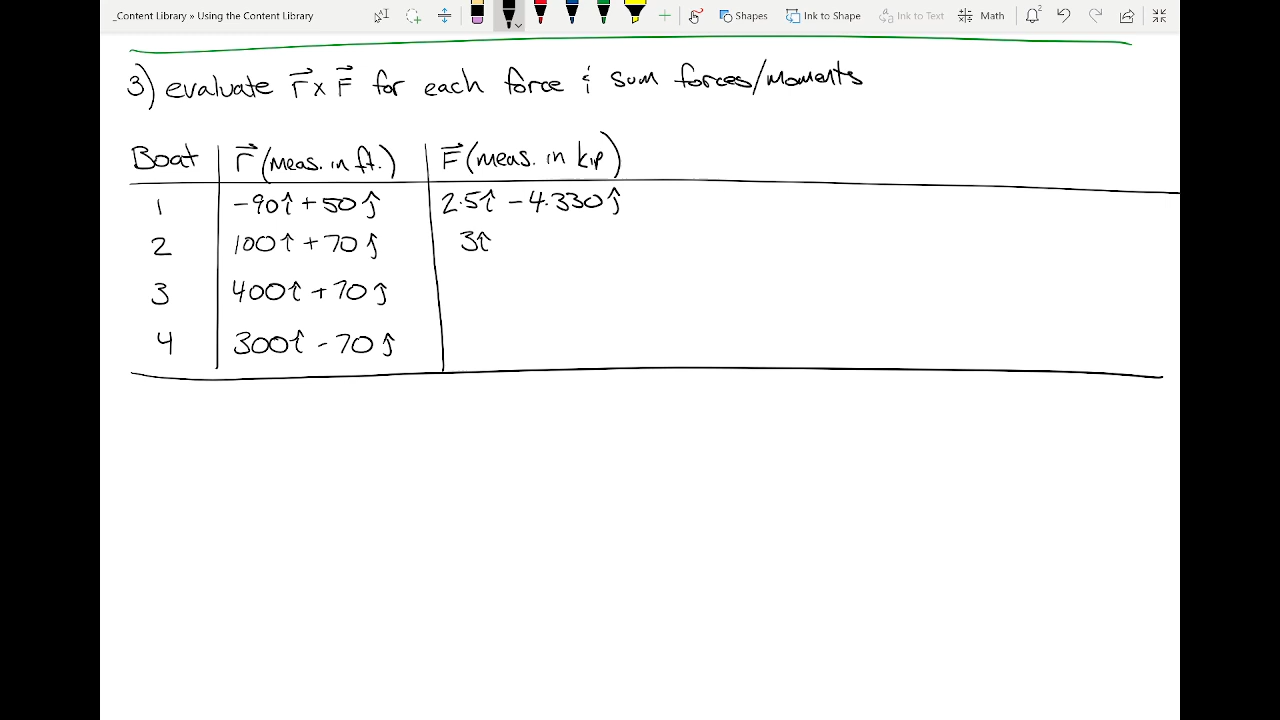 _Content Library » Using the Content Library Shapes Ink to Shape Ink to Text Math
3) evaluate r⃗ x F⃗ for each force & sum forces/moments
Boat r⃗ (meas. in ft.) F⃗ (meas. in kip)
1 -90î + 50ĵ 2.5î - 4.330ĵ
2 100î + 70ĵ 3î
3 400î + 70ĵ
4 300î - 70ĵ